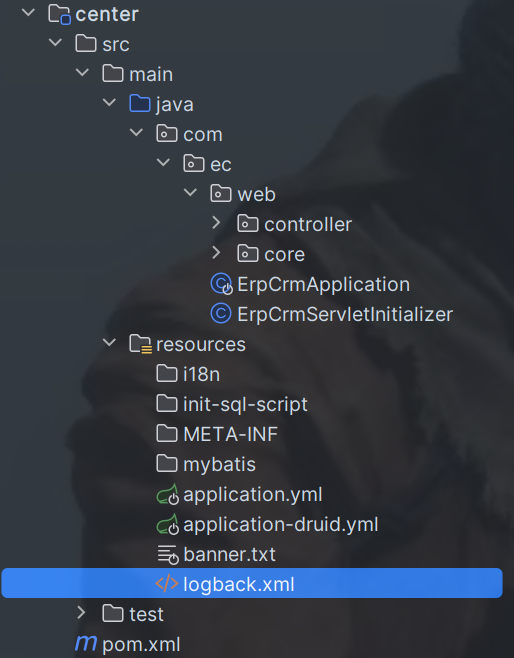 center
src
main
java
com
ec
web
controller
core
ErpCrmApplication
ErpCrmServletInitializer
resources
i18n
init-sql-script
META-INF
mybatis
application.yml
application-druid.yml
banner.txt
logback.xml
test
pom.xml